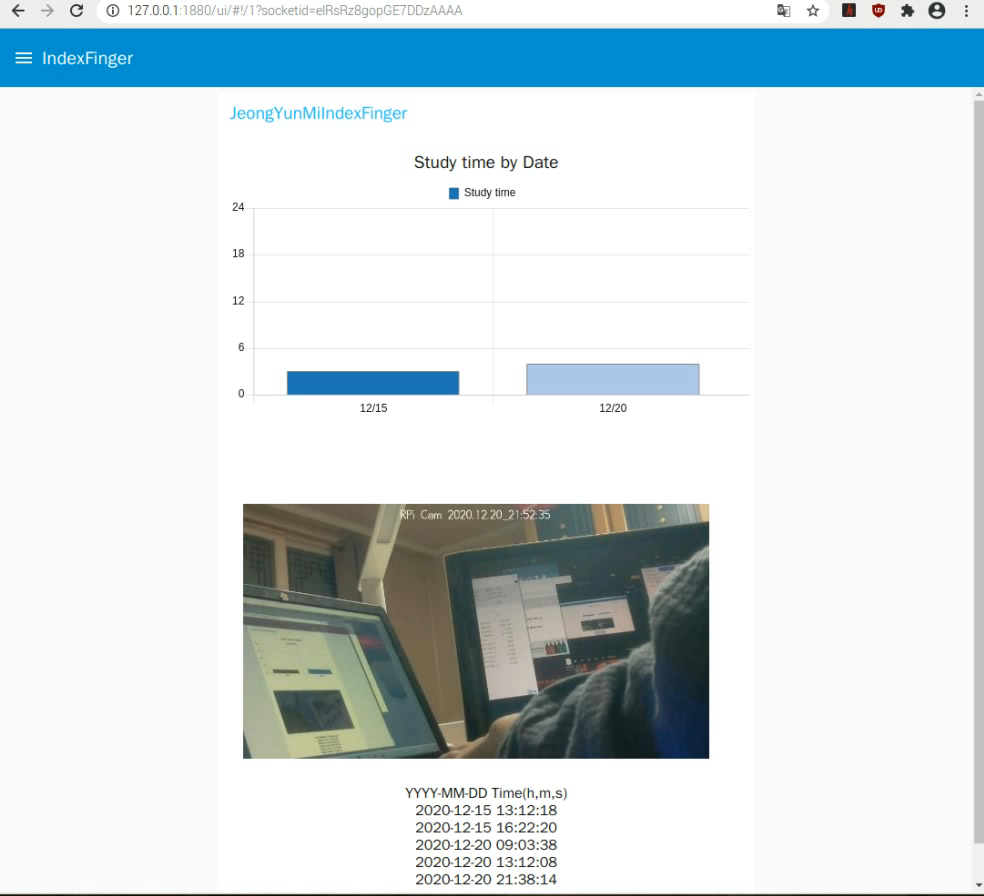 127.0.0.1:1880/ui/#!/1?socketid=eIRsRz8gopGE7DDzAAAA
IndexFinger
JeongYunMiIndexFinger
Study time by Date
Study time
24
18
12
6
0
12/15 12/20
RPi Cam 2020.12.20_21:52:35
YYYY-MM-DD Time(h,m,s)
2020-12-15 13:12:18
2020-12-15 16:22:20
2020-12-20 09:03:38
2020-12-20 13:12:08
2020-12-20 21:38:14